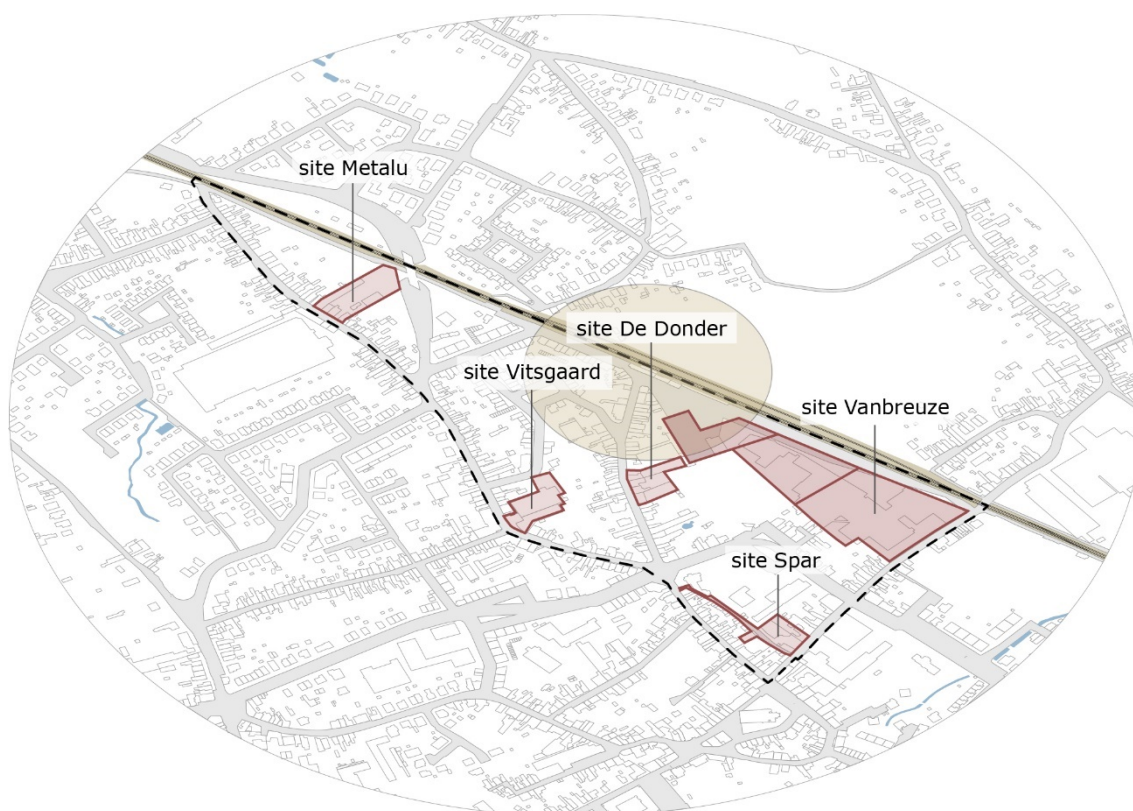 site Metalu
site De Donder
site Vitsgaard
site Vanbreuze
site Spar